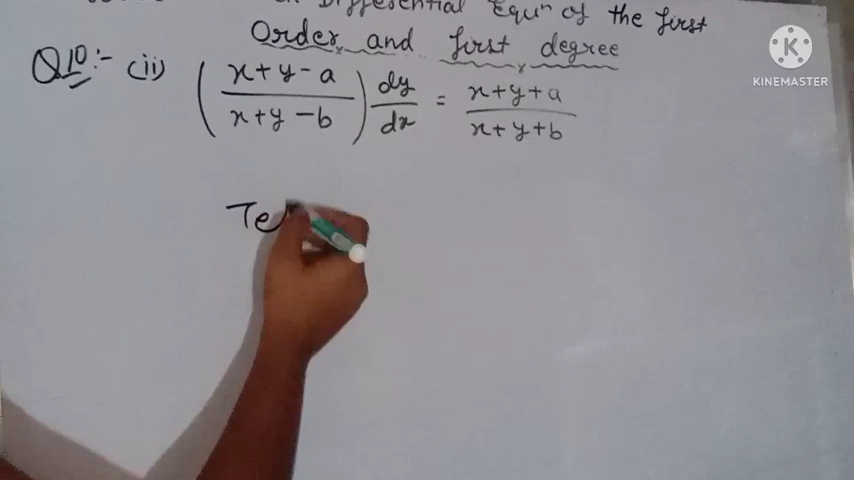 Differential Equⁿ of the first
Order and first degree
Q10:- (ii) ( x+y-a / x+y-b ) dy/dx = x+y+a / x+y+b
KINEMASTER
Te